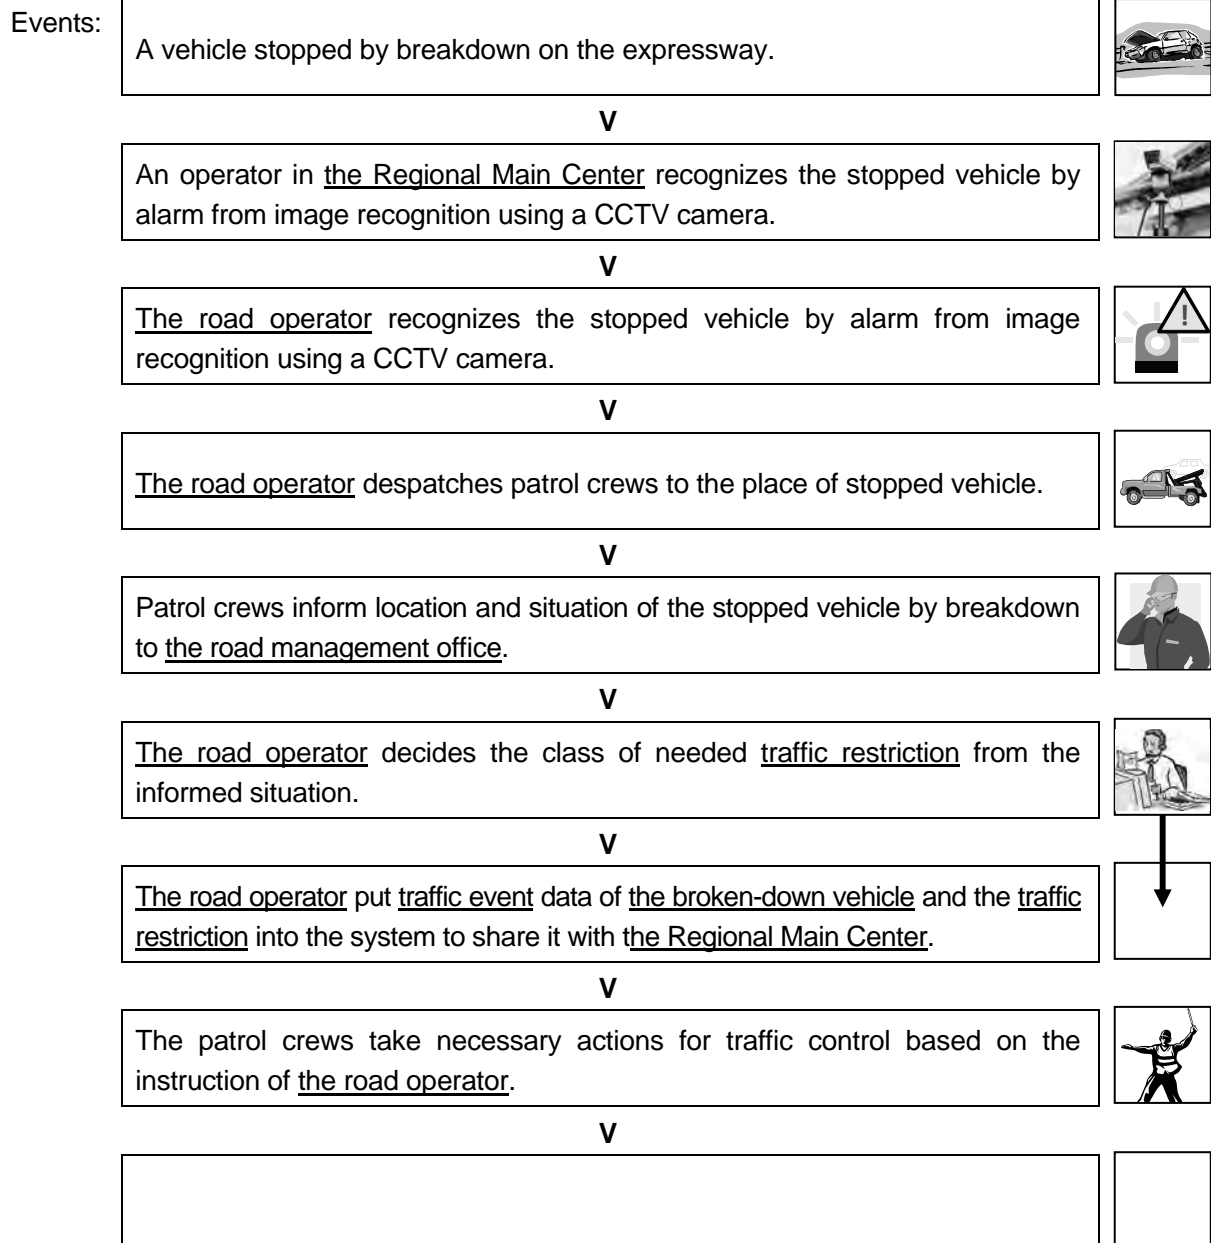 Events:
A vehicle stopped by breakdown on the expressway.
V
An operator in the Regional Main Center recognizes the stopped vehicle by
alarm from image recognition using a CCTV camera.
V
The road operator recognizes the stopped vehicle by alarm from image
recognition using a CCTV camera.
!
V
The road operator despatches patrol crews to the place of stopped vehicle.
V
Patrol crews inform location and situation of the stopped vehicle by breakdown
to the road management office.
V
The road operator decides the class of needed traffic restriction from the
informed situation.
V
The road operator put traffic event data of the broken-down vehicle and the traffic
restriction into the system to share it with the Regional Main Center.
V
The patrol crews take necessary actions for traffic control based on the
instruction of the road operator.
V